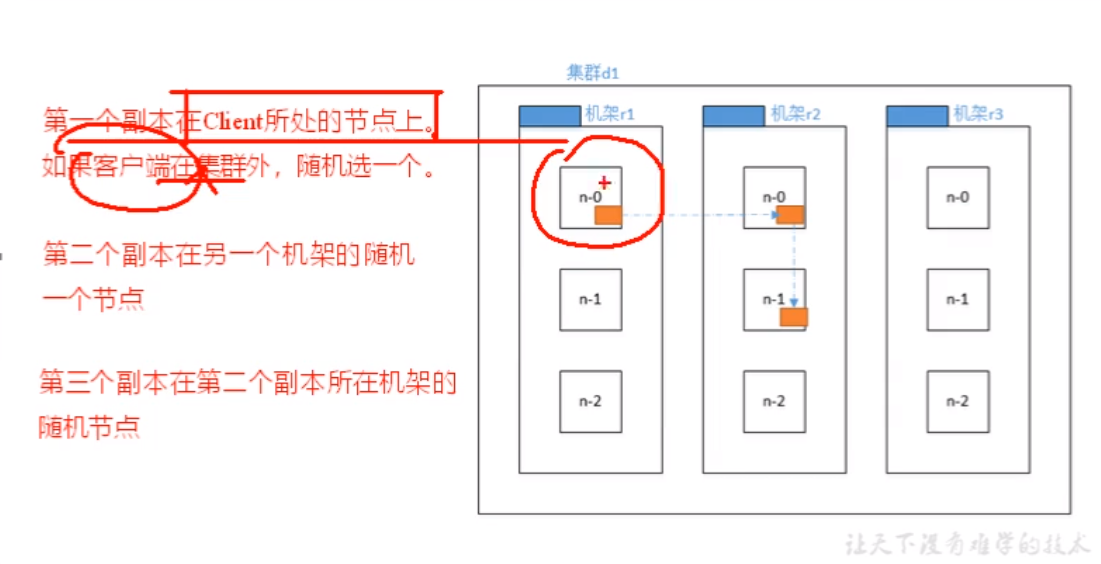 第一个副本在Client所处的节点上。
如果客户端在集群外，随机选一个。
第二个副本在另一个机架的随机
一个节点
第三个副本在第二个副本所在机架的
随机节点
集群d1
机架r1
机架r2
机架r3
n-0
n-0
n-0
n-1
n-1
n-1
n-2
n-2
n-2
让天下没有难学的技术